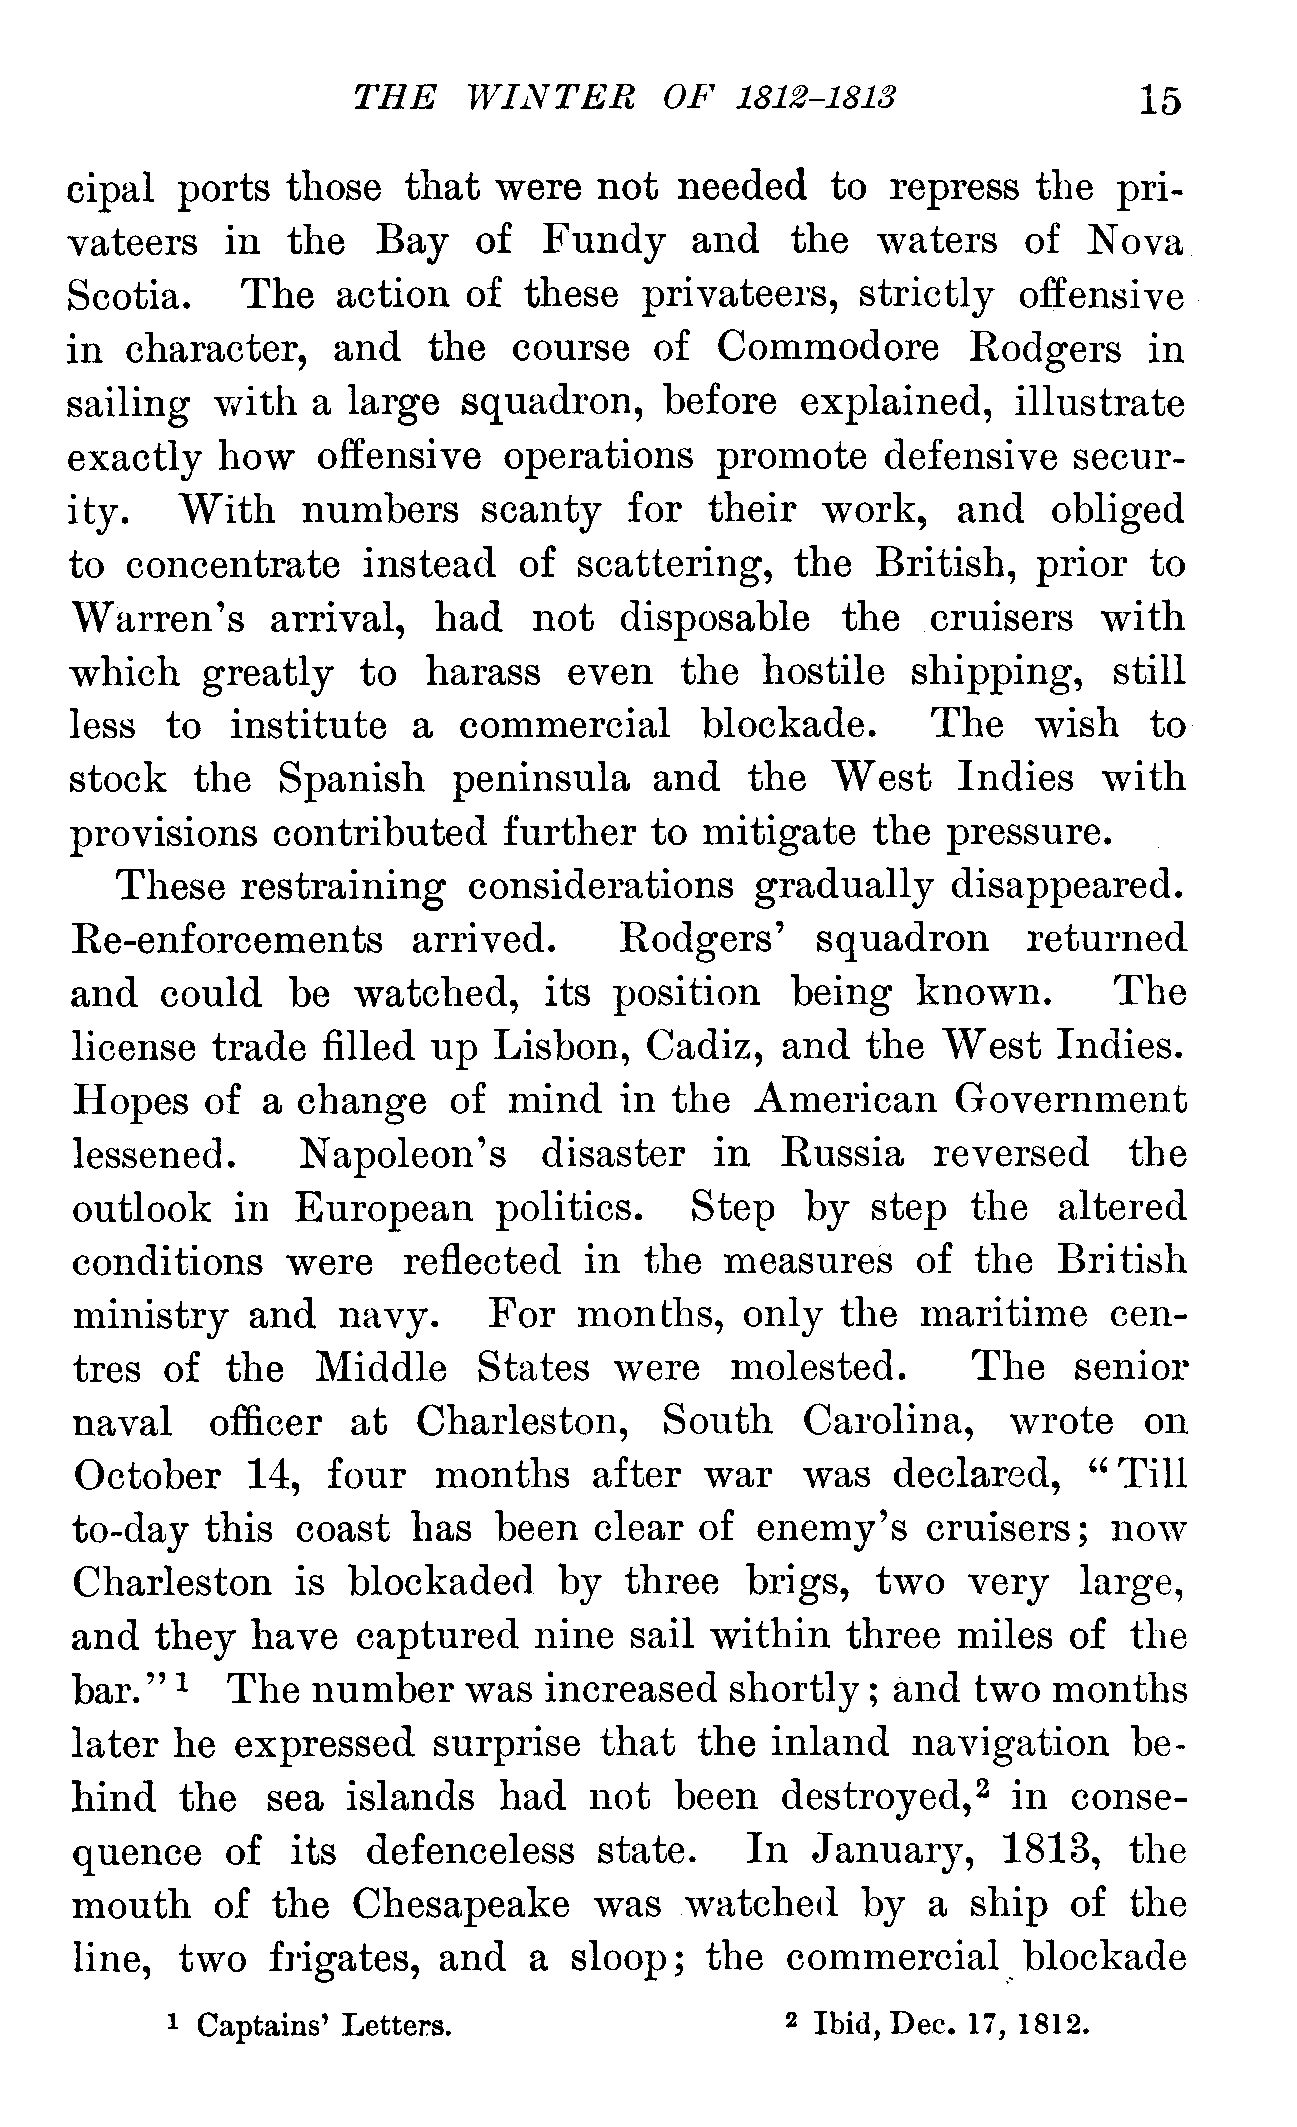 THE WINTER OF 1812–1813 15
cipal ports those that were not needed to repress the pri-
vateers in the Bay of Fundy and the waters of Nova
Scotia. The action of these privateers, strictly offensive
in character, and the course of Commodore Rodgers in
sailing with a large squadron, before explained, illustrate
exactly how offensive operations promote defensive secur-
ity. With numbers scanty for their work, and obliged
to concentrate instead of scattering, the British, prior to
Warren's arrival, had not disposable the cruisers with
which greatly to harass even the hostile shipping, still
less to institute a commercial blockade. The wish to
stock the Spanish peninsula and the West Indies with
provisions contributed further to mitigate the pressure.
These restraining considerations gradually disappeared.
Re-enforcements arrived. Rodgers' squadron returned
and could be watched, its position being known. The
license trade filled up Lisbon, Cadiz, and the West Indies.
Hopes of a change of mind in the American Government
lessened. Napoleon's disaster in Russia reversed the
outlook in European politics. Step by step the altered
conditions were reflected in the measures of the British
ministry and navy. For months, only the maritime cen-
tres of the Middle States were molested. The senior
naval officer at Charleston, South Carolina, wrote on
October 14, four months after war was declared, "Till
to-day this coast has been clear of enemy's cruisers; now
Charleston is blockaded by three brigs, two very large,
and they have captured nine sail within three miles of the
bar."¹ The number was increased shortly; and two months
later he expressed surprise that the inland navigation be-
hind the sea islands had not been destroyed,² in conse-
quence of its defenceless state. In January, 1813, the
mouth of the Chesapeake was watched by a ship of the
line, two frigates, and a sloop; the commercial blockade
¹ Captains' Letters. ² Ibid, Dec. 17, 1812.